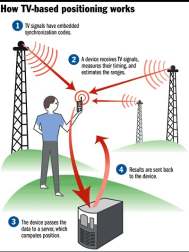 How TV-based positioning works
1 TV signals have embedded
synchronization codes.
2 A device receives TV signals,
measures their timing, and
estimates the ranges.
4 Results are sent back
to the device.
3 The device passes the
data to a server, which
computes position.